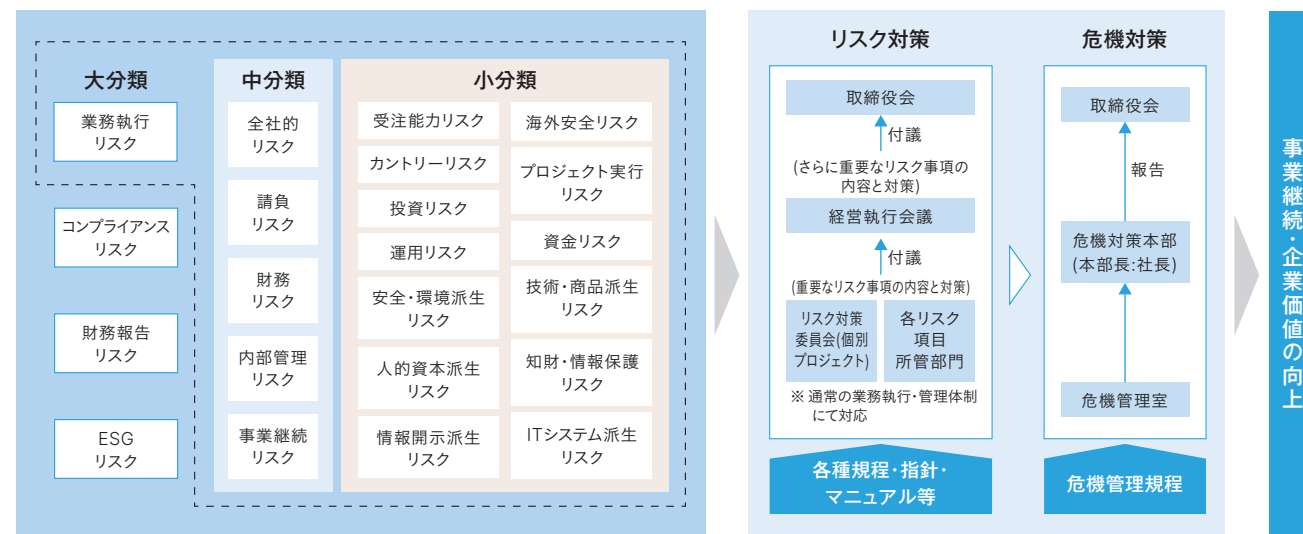 大分類
業務執行
リスク
コンプライアンス
リスク
財務報告
リスク
ESG
リスク
中分類
全社的
リスク
請負
リスク
財務
リスク
内部管理
リスク
事業継続
リスク
小分類
受注能力リスク
カントリーリスク
投資リスク
運用リスク
安全・環境派生
リスク
人的資本派生
リスク
情報開示派生
リスク
海外安全リスク
プロジェクト実行
リスク
資金リスク
技術・商品派生
リスク
知財・情報保護
リスク
ITシステム派生
リスク
リスク対策
取締役会
付議
(さらに重要なリスク事項の
内容と対策)
経営執行会議
付議
(重要なリスク事項の内容と対策)
リスク対策
委員会(個別
プロジェクト)
各リスク
項目
所管部門
※ 通常の業務執行・管理体制
にて対応
各種規程・指針・
マニュアル等
危機対策
取締役会
報告
危機対策本部
(本部長:社長)
危機管理室
危機管理規程
事業継続・企業価値の向上